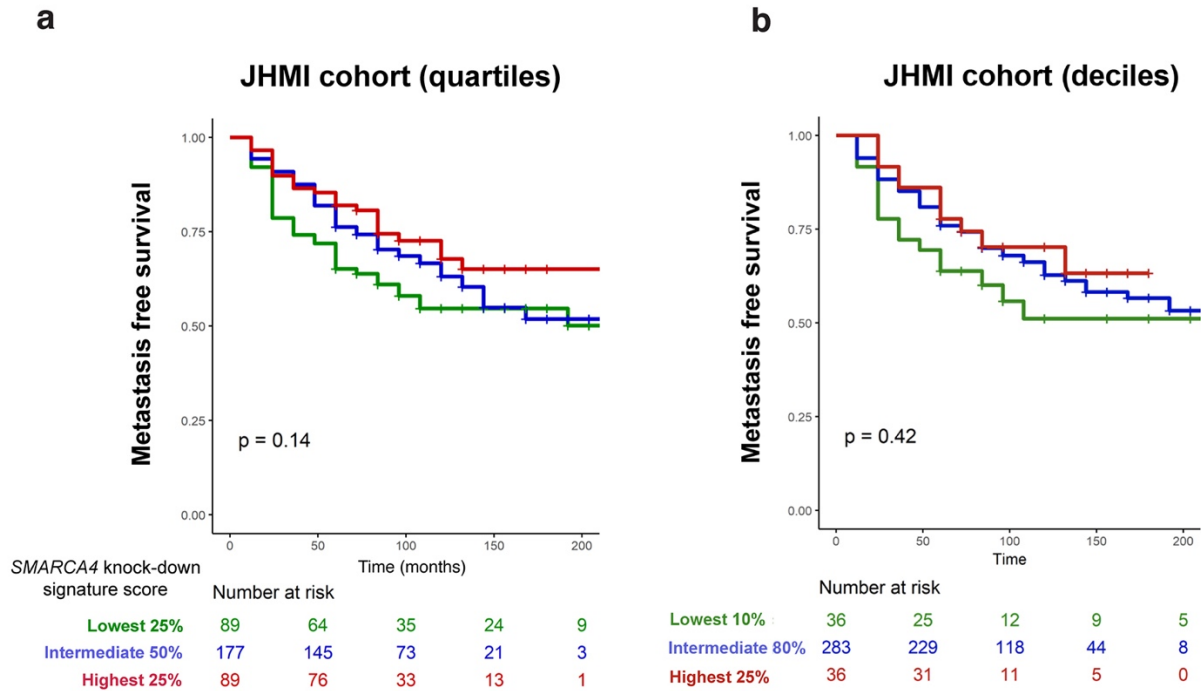 a
JHMI cohort (quartiles)
Metastasis free survival
1.00
0.75
0.50
0.25
0.00
p = 0.14
0 50 100 150 200
Time (months)
SMARCA4 knock-down
signature score
Number at risk
Lowest 25% 89 64 35 24 9
Intermediate 50% 177 145 73 21 3
Highest 25% 89 76 33 13 1
b
JHMI cohort (deciles)
Metastasis free survival
1.00
0.75
0.50
0.25
0.00
p = 0.42
0 50 100 150 200
Time
Number at risk
Lowest 10% 36 25 12 9 5
Intermediate 80% 283 229 118 44 8
Highest 25% 36 31 11 5 0